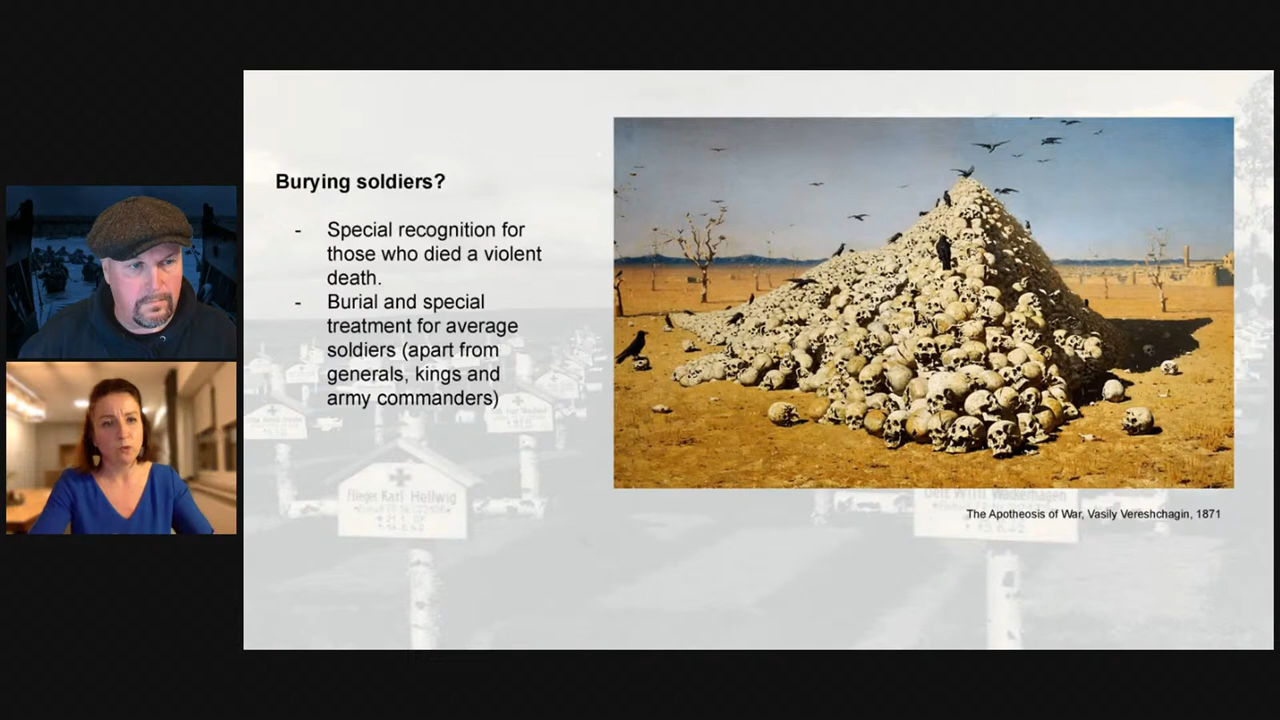 Burying soldiers?
- Special recognition for
those who died a violent
death.
- Burial and special
treatment for average
soldiers (apart from
generals, kings and
army commanders)
Flieger Karl Hellwig
The Apotheosis of War, Vasily Vereshchagin, 1871